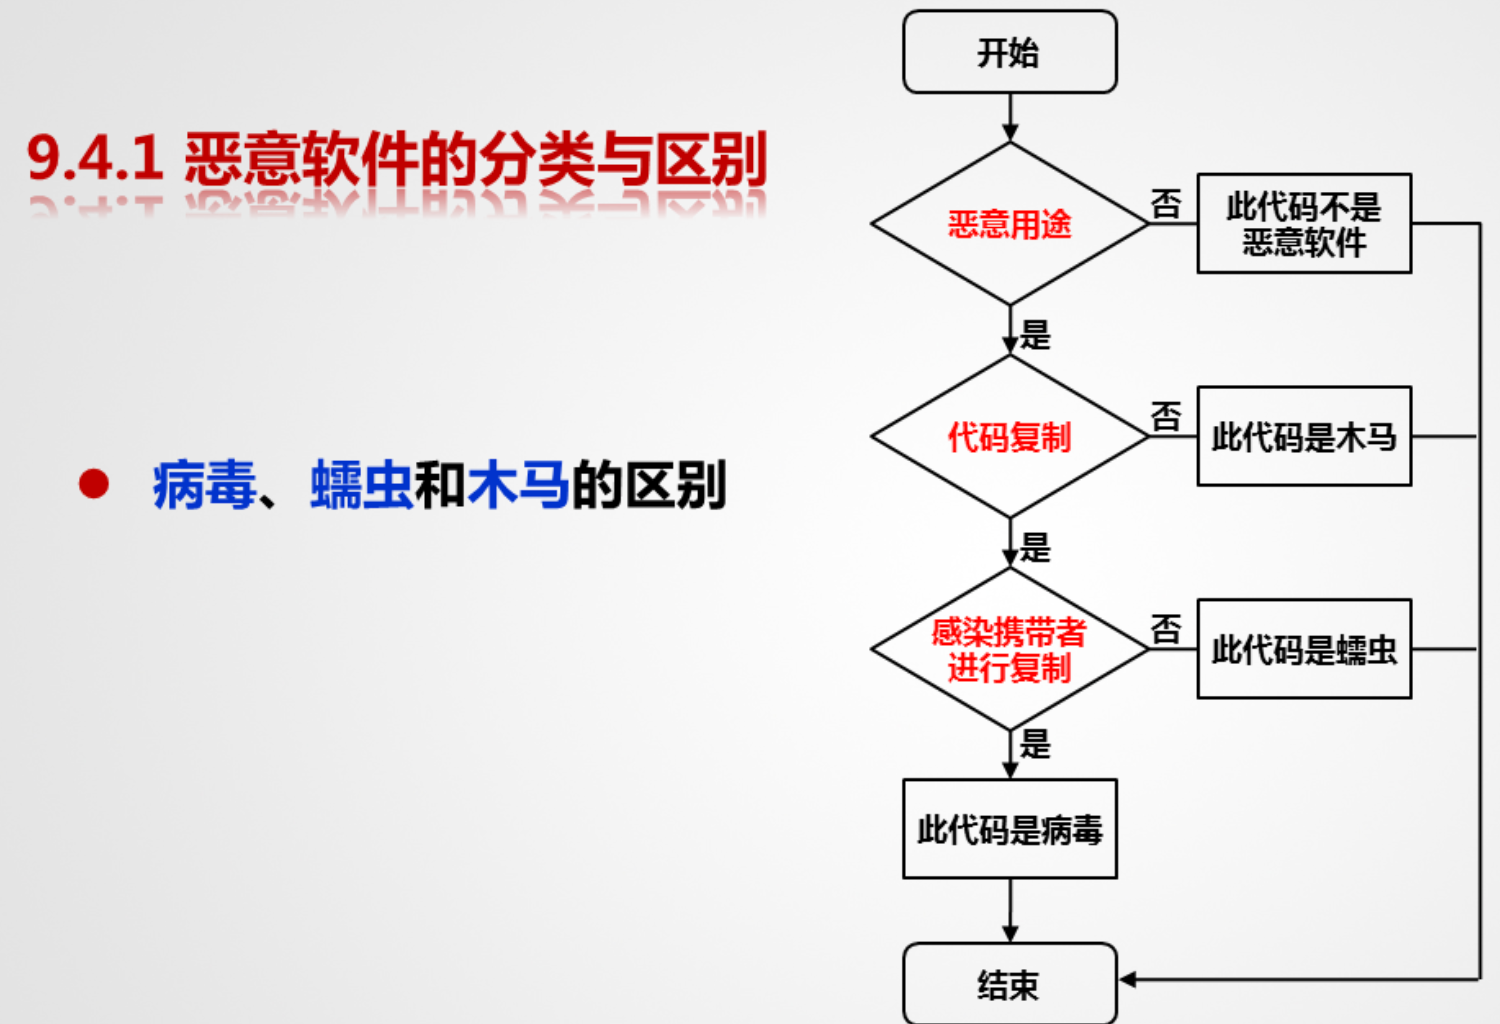 9.4.1 恶意软件的分类与区别
病毒、蠕虫和木马的区别
开始
恶意用途
否
此代码不是
恶意软件
是
代码复制
否
此代码是木马
是
感染携带者
进行复制
否
此代码是蠕虫
是
此代码是病毒
结束